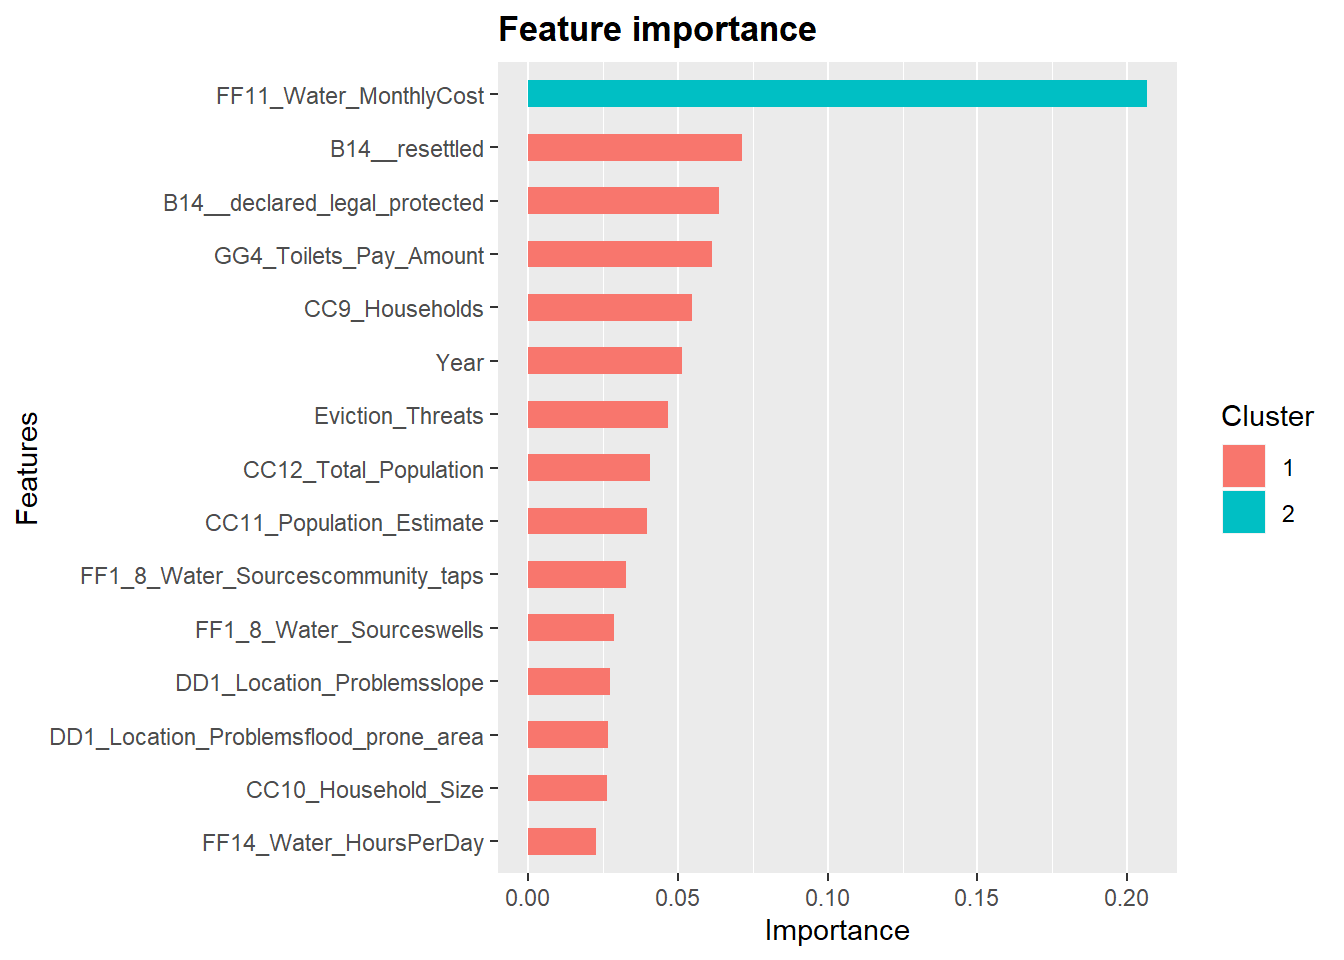 Feature importance
FF11_Water_MonthlyCost
B14__resettled
B14__declared_legal_protected
GG4_Toilets_Pay_Amount
CC9_Households
Year
Eviction_Threats
CC12_Total_Population
CC11_Population_Estimate
FF1_8_Water_Sourcescommunity_taps
FF1_8_Water_Sourceswells
DD1_Location_Problemsslope
DD1_Location_Problemsflood_prone_area
CC10_Household_Size
FF14_Water_HoursPerDay
Features
0.00 0.05 0.10 0.15 0.20
Importance
Cluster
1
2